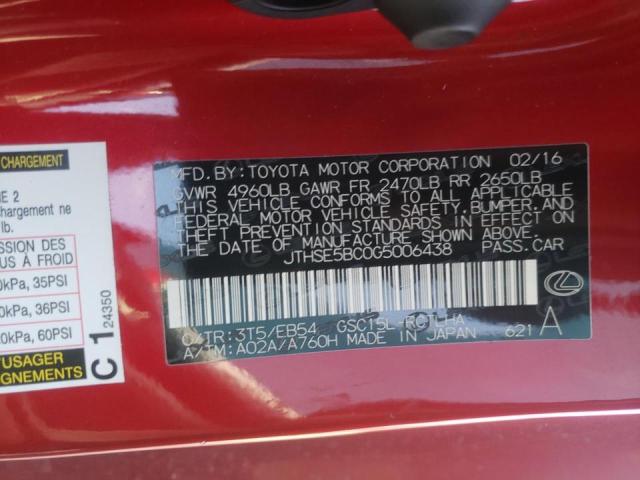 CHARGEMENT
E 2
chargement ne
lb.
SSION DES
US À FROID
0kPa, 35PSI
0kPa, 36PSI
20kPa, 60PSI
USAGER
GNEMENTS
C 1
24350
MFD. BY: TOYOTA MOTOR CORPORATION 02/16
GVWR 4960LB GAWR FR 2470LB RR 2650LB
THIS VEHICLE CONFORMS TO ALL APPLICABLE
FEDERAL MOTOR VEHICLE SAFETY, BUMPER, AND
THEFT PREVENTION STANDARDS IN EFFECT ON
THE DATE OF MANUFACTURE SHOWN ABOVE.
JTHSE5BC0G5006438 PASS. CAR
C/TR: 3T5/EB54 GSC15L-
A/TM: A02A/A760H MADE IN JAPAN 621
A